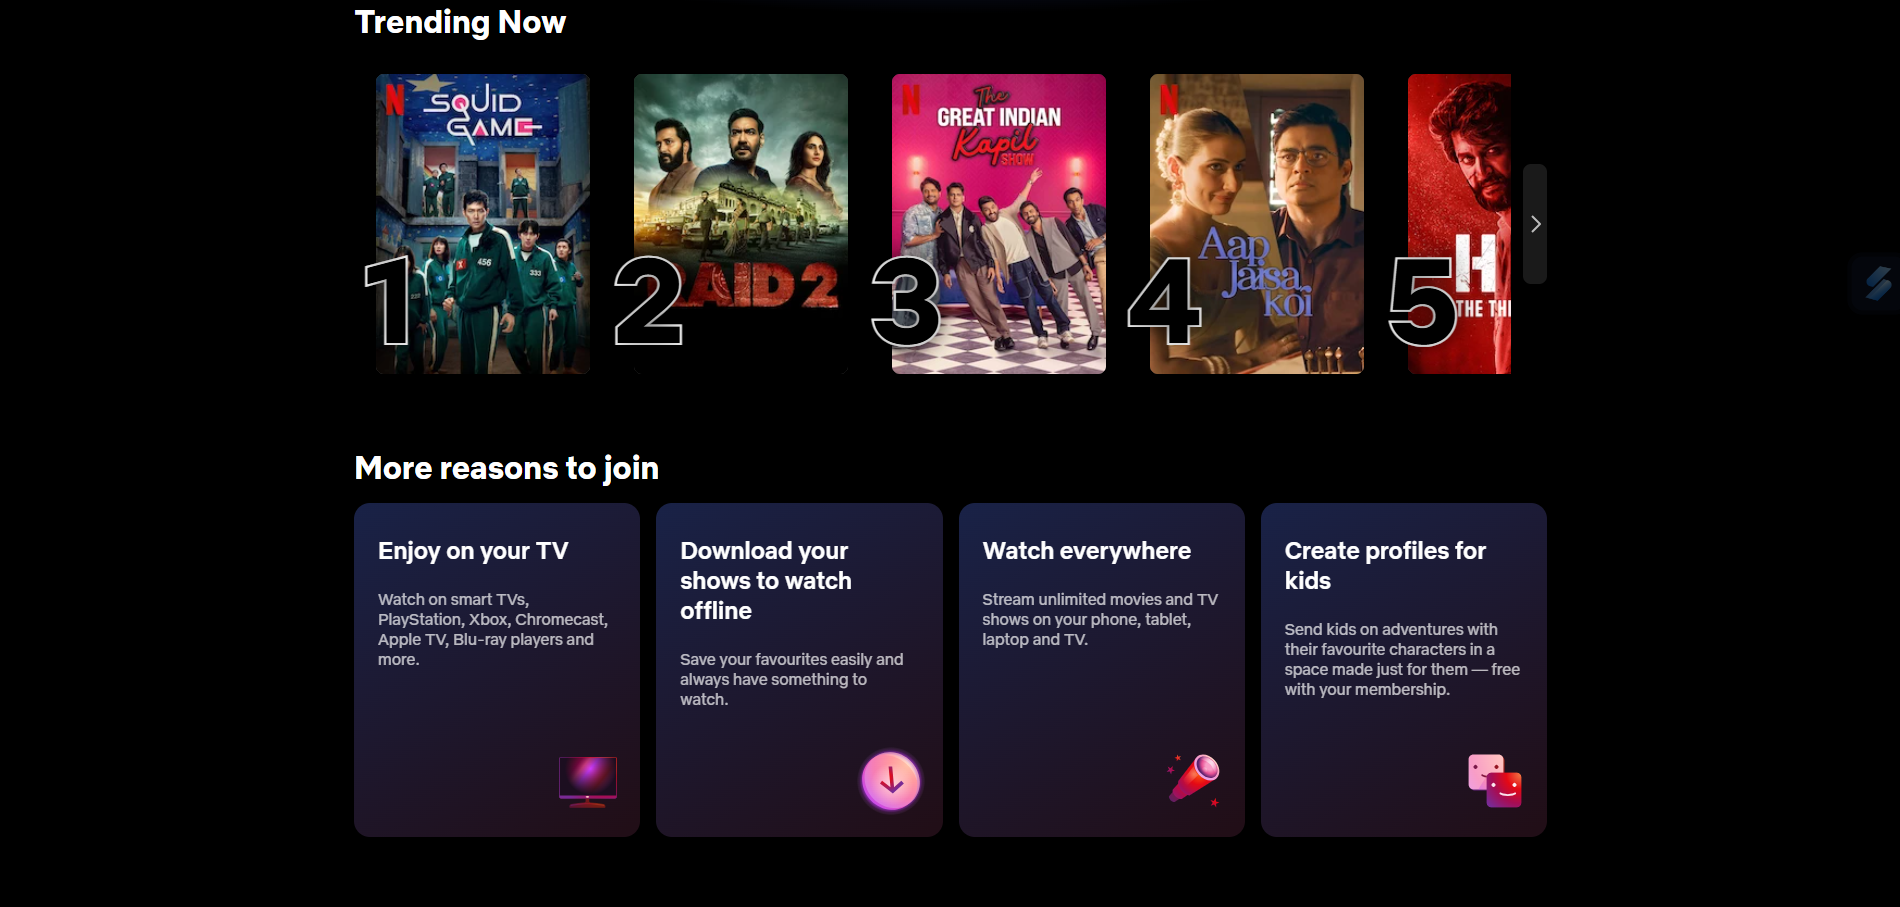 Trending Now
N
SQUID
GAME
456
333
220
1
RAID 2
2
N
The
GREAT INDIAN
Kapil
SHOW
3
N
Aap
Jaisa
koi
4
H
THE TH
5
More reasons to join
Enjoy on your TV
Watch on smart TVs,
PlayStation, Xbox, Chromecast,
Apple TV, Blu-ray players and
more.
Download your
shows to watch
offline
Save your favourites easily and
always have something to
watch.
Watch everywhere
Stream unlimited movies and TV
shows on your phone, tablet,
laptop and TV.
Create profiles for
kids
Send kids on adventures with
their favourite characters in a
space made just for them — free
with your membership.